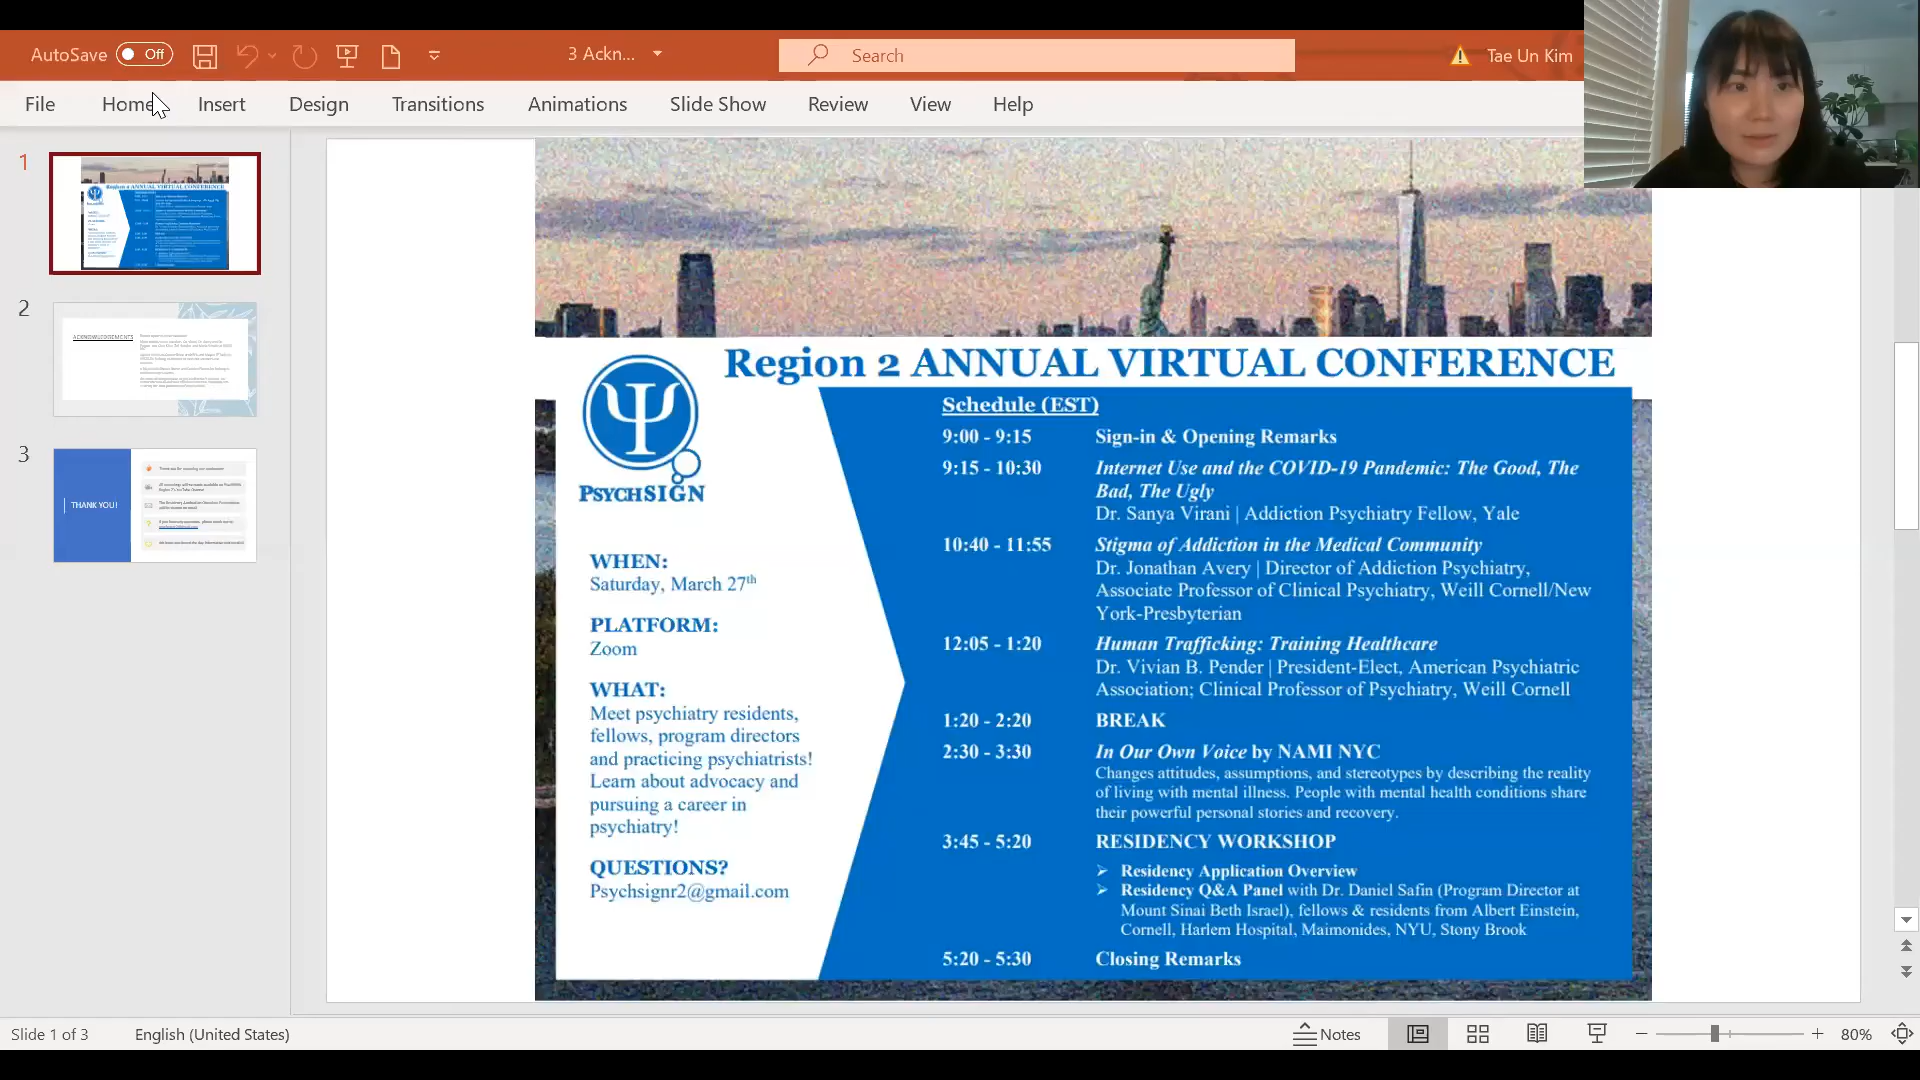 AutoSave Off 3 Ackn... Search Tae Un Kim
File Home Insert Design Transitions Animations Slide Show Review View Help
1
2
ACKNOWLEDGEMENTS
3
THANK YOU!
Region 2 ANNUAL VIRTUAL CONFERENCE
PSYCHSIGN
WHEN:
Saturday, March 27th
PLATFORM:
Zoom
WHAT:
Meet psychiatry residents,
fellows, program directors
and practicing psychiatrists!
Learn about advocacy and
pursuing a career in
psychiatry!
QUESTIONS?
Psychsignr2@gmail.com
Schedule (EST)
9:00 - 9:15 Sign-in & Opening Remarks
9:15 - 10:30 Internet Use and the COVID-19 Pandemic: The Good, The
Bad, The Ugly
Dr. Sanya Virani | Addiction Psychiatry Fellow, Yale
10:40 - 11:55 Stigma of Addiction in the Medical Community
Dr. Jonathan Avery | Director of Addiction Psychiatry,
Associate Professor of Clinical Psychiatry, Weill Cornell/New
York-Presbyterian
12:05 - 1:20 Human Trafficking: Training Healthcare
Dr. Vivian B. Pender | President-Elect, American Psychiatric
Association; Clinical Professor of Psychiatry, Weill Cornell
1:20 - 2:20 BREAK
2:30 - 3:30 In Our Own Voice by NAMI NYC
Changes attitudes, assumptions, and stereotypes by describing the reality
of living with mental illness. People with mental health conditions share
their powerful personal stories and recovery.
3:45 - 5:20 RESIDENCY WORKSHOP
➢ Residency Application Overview
➢ Residency Q&A Panel with Dr. Daniel Safin (Program Director at
Mount Sinai Beth Israel), fellows & residents from Albert Einstein,
Cornell, Harlem Hospital, Maimonides, NYU, Stony Brook
5:20 - 5:30 Closing Remarks
Slide 1 of 3 English (United States) Notes 80%